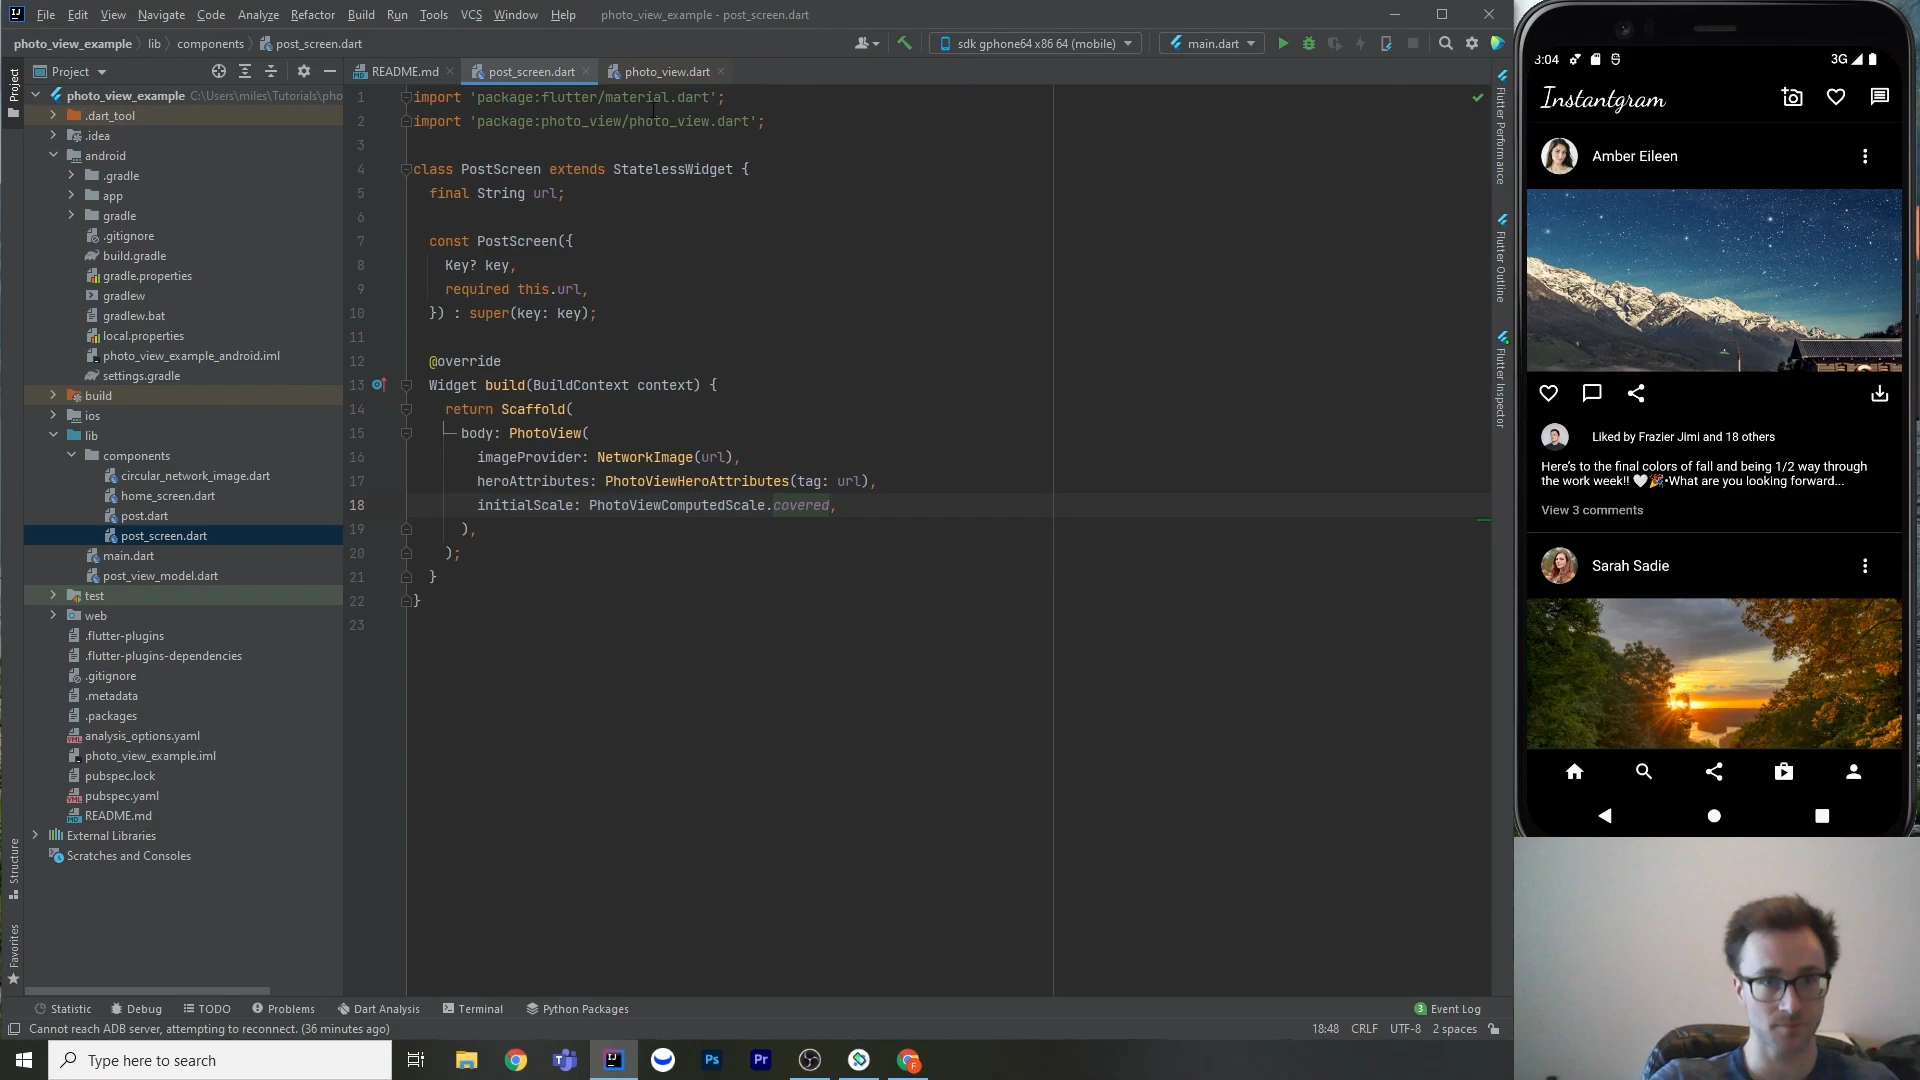 File Edit View Navigate Code Analyze Refactor Build Run Tools VCS Window Help photo_view_example - post_screen.dart
photo_view_example lib components post_screen.dart
sdk gphone64 x86 64 (mobile) main.dart
Project
README.md post_screen.dart photo_view.dart
Project
Structure
Favorites
photo_view_example C:\Users\miles\Tutorials\pho
.dart_tool
.idea
android
.gradle
app
gradle
.gitignore
build.gradle
gradle.properties
gradlew
gradlew.bat
local.properties
photo_view_example_android.iml
settings.gradle
build
ios
lib
components
circular_network_image.dart
home_screen.dart
post.dart
post_screen.dart
main.dart
post_view_model.dart
test
web
.flutter-plugins
.flutter-plugins-dependencies
.gitignore
.metadata
.packages
analysis_options.yaml
photo_view_example.iml
pubspec.lock
pubspec.yaml
README.md
External Libraries
Scratches and Consoles
1 import 'package:flutter/material.dart';
2 import 'package:photo_view/photo_view.dart';
3
4 class PostScreen extends StatelessWidget {
5 final String url;
6
7 const PostScreen({
8 Key? key,
9 required this.url,
10 }) : super(key: key);
11
12 @override
13 Widget build(BuildContext context) {
14 return Scaffold(
15 body: PhotoView(
16 imageProvider: NetworkImage(url),
17 heroAttributes: PhotoViewHeroAttributes(tag: url),
18 initialScale: PhotoViewComputedScale.covered,
19 ),
20 );
21 }
22 }
23
Flutter Performance
Flutter Outline
Flutter Inspector
3:04 3G
Instantgram
Amber Eileen
Liked by Frazier Jimi and 18 others
Here's to the final colors of fall and being 1/2 way through
the work week!! 🤍🎉•What are you looking forward...
View 3 comments
Sarah Sadie
Statistic Debug TODO Problems Dart Analysis Terminal Python Packages 3 Event Log
Cannot reach ADB server, attempting to reconnect. (36 minutes ago) 18:48 CRLF UTF-8 2 spaces
Type here to search